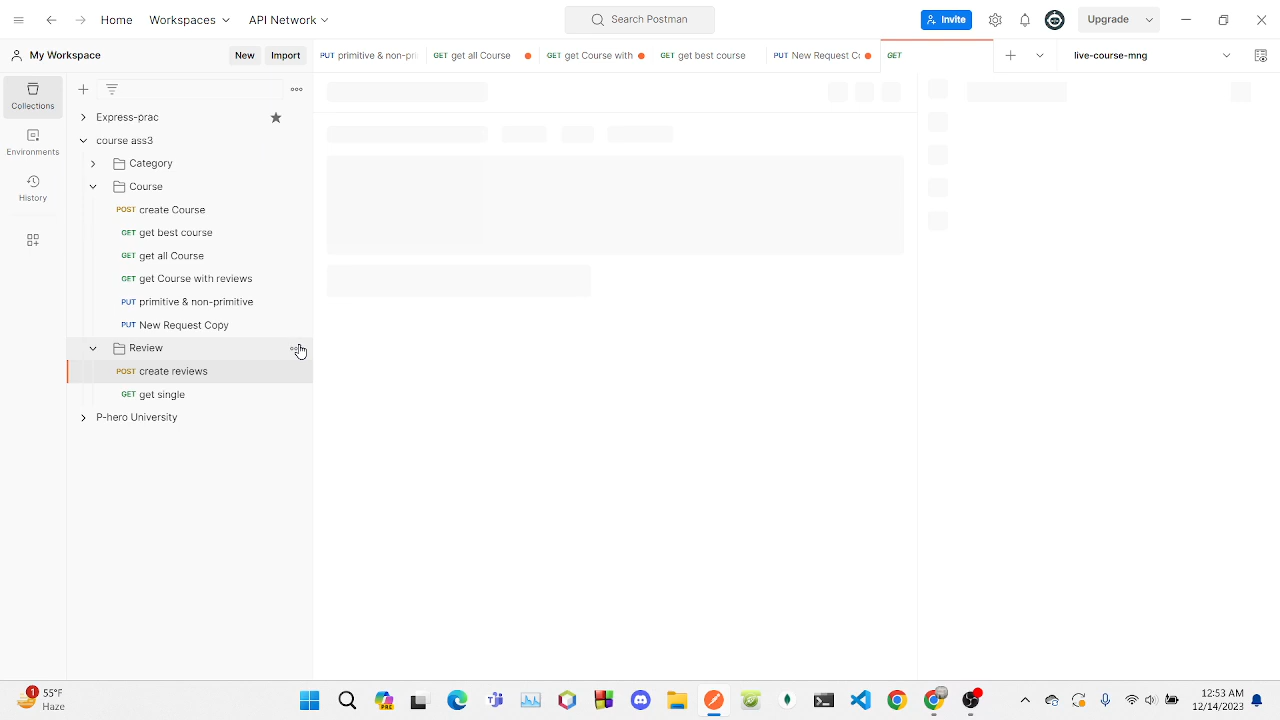 Home Workspaces API Network Search Postman Invite Upgrade
My Workspace New Import PUT primitive & non-pri GET get all Course GET get Course with GET get best course PUT New Request Co GET live-course-mng
Collections
Environments
History
Express-prac
course ass3
Category
Course
POST create Course
GET get best course
GET get all Course
GET get Course with reviews
PUT primitive & non-primitive
PUT New Request Copy
Review
POST create reviews
GET get single
P-hero University
1 55°F
Haze
PRE
12:53 AM
12/14/2023